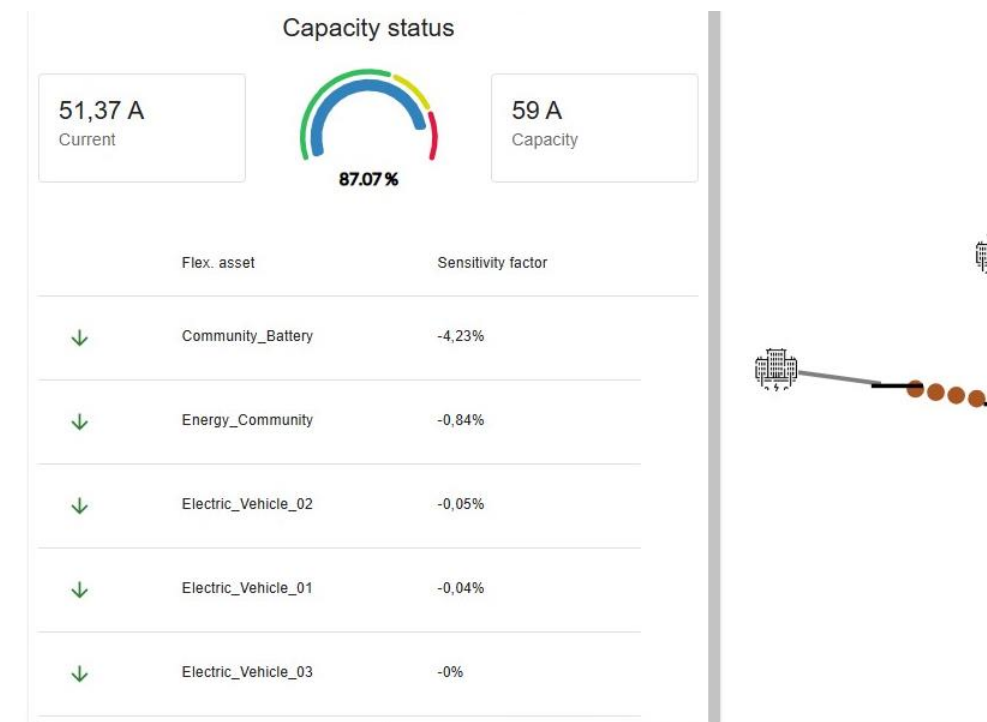 Capacity status
51,37 A
Current
87.07 %
59 A
Capacity
Flex. asset Sensitivity factor
Community_Battery -4,23%
Energy_Community -0,84%
Electric_Vehicle_02 -0,05%
Electric_Vehicle_01 -0,04%
Electric_Vehicle_03 -0%